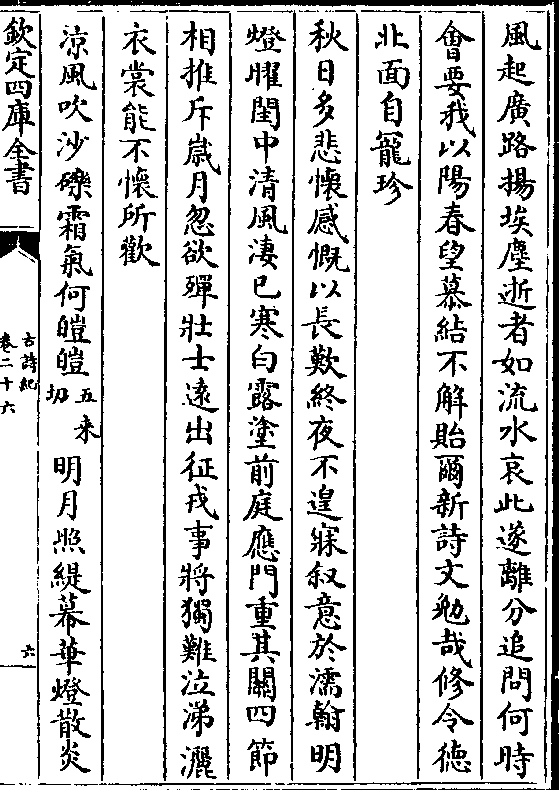 風起廣路揚埃塵逝者如流水哀此遂離分追問何時
會要我以陽春望慕結不解貽爾新詩文勉哉修令德
北面自寵珍
秋日多悲懷感慨以長歎終夜不遑寐叙意於濡翰明
燈曜閨中清風淒已寒白露塗前庭應門重其關四節
相推斥歲月忽欲殫壯士遠出征戎事將獨難泣涕灑
衣裳能不懷所歡
涼風吹沙礫霜氣何皚皚五来切明月照緹幕華燈散炎
欽定四庫全書
古詩紀
卷二十六
六